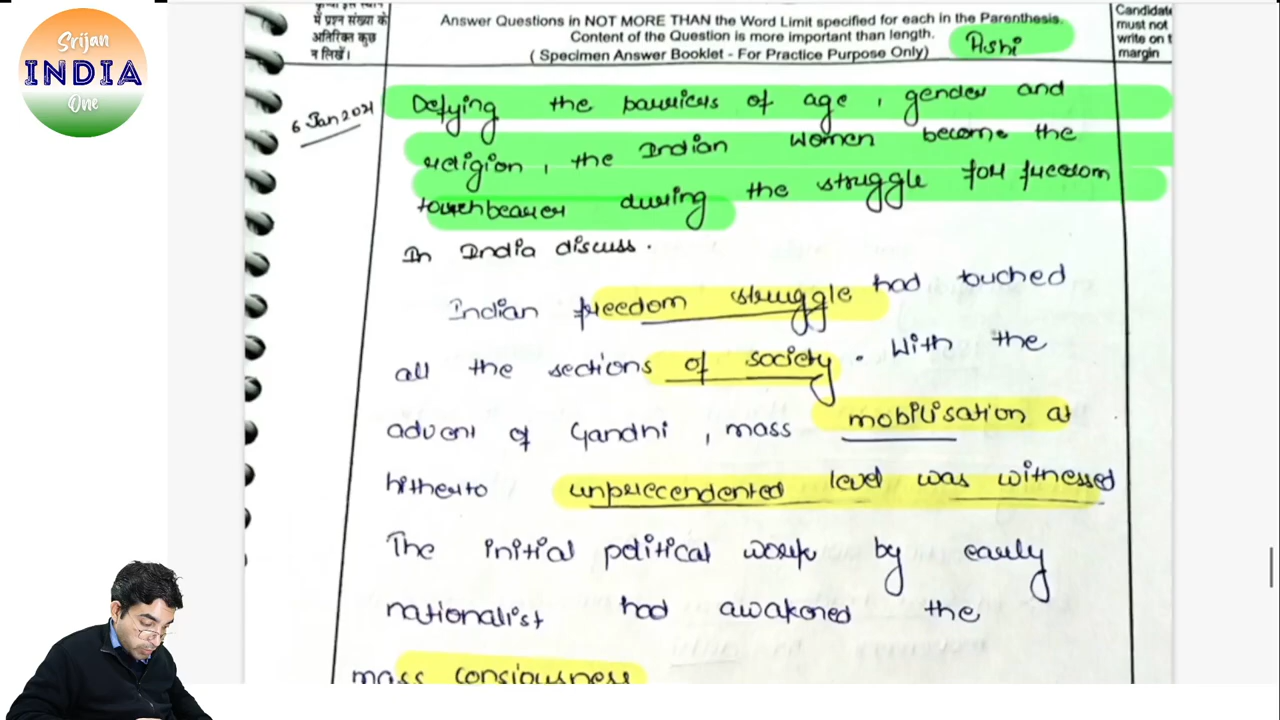 Srijan
INDIA
One
में प्रश्न संख्या के
अतिरिक्त कुछ
न लिखें।
Answer Questions in NOT MORE THAN the Word Limit specified for each in the Parenthesis.
Content of the Question is more important than length.
( Specimen Answer Booklet - For Practice Purpose Only)
Candidate
must not
write on t
margin
6 Jan 2021
Defying the barriers of age, gender and
religion, the Indian women become the
torchbearer during the struggle for freedom
In India discuss.
Indian freedom struggle had touched
all the sections of society. With the
advent of Gandhi, mass mobilisation at
hitherto unprecendented level was witnessed
The initial political work by early
nationalist had awakened the
mass consiousness